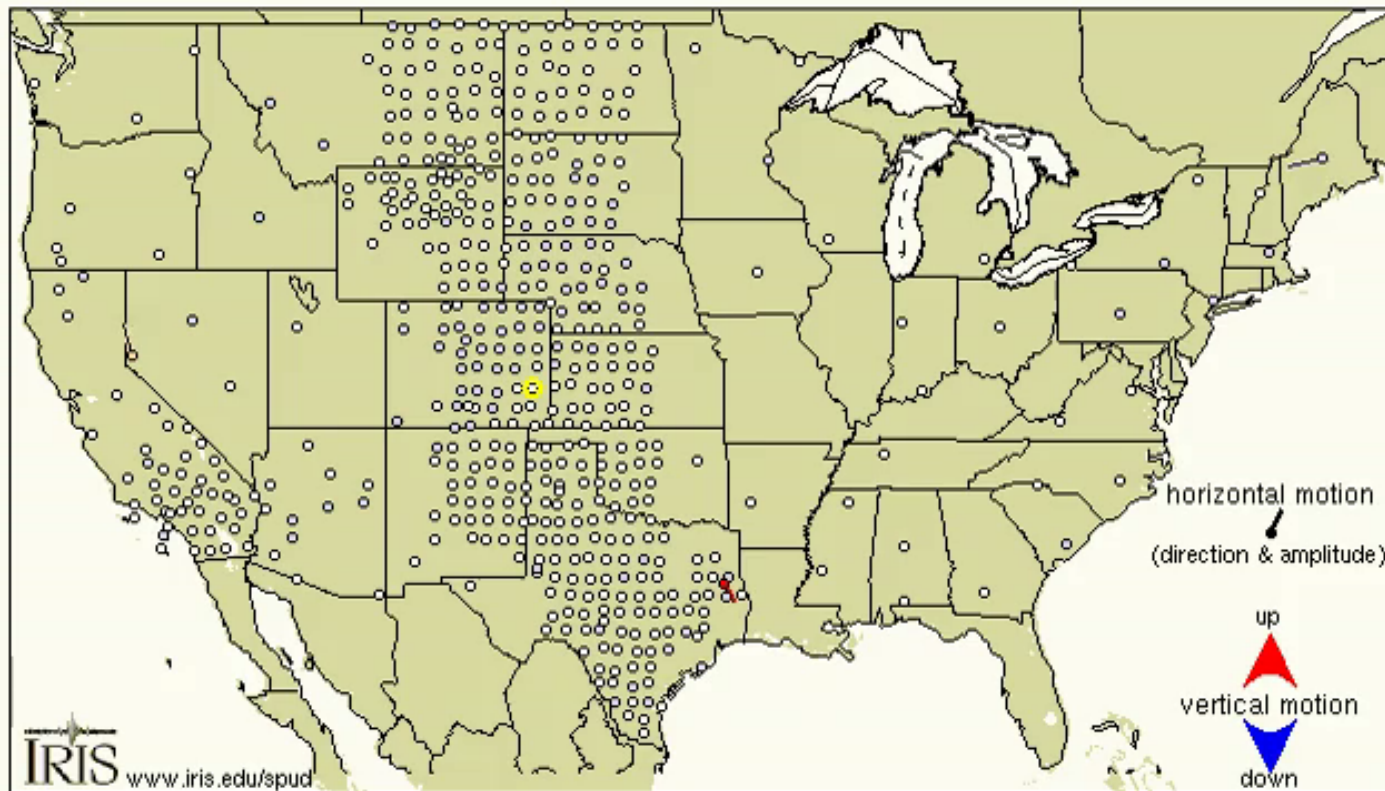 horizontal motion
(direction & amplitude)
up
vertical motion
down
IRIS www.iris.edu/spud